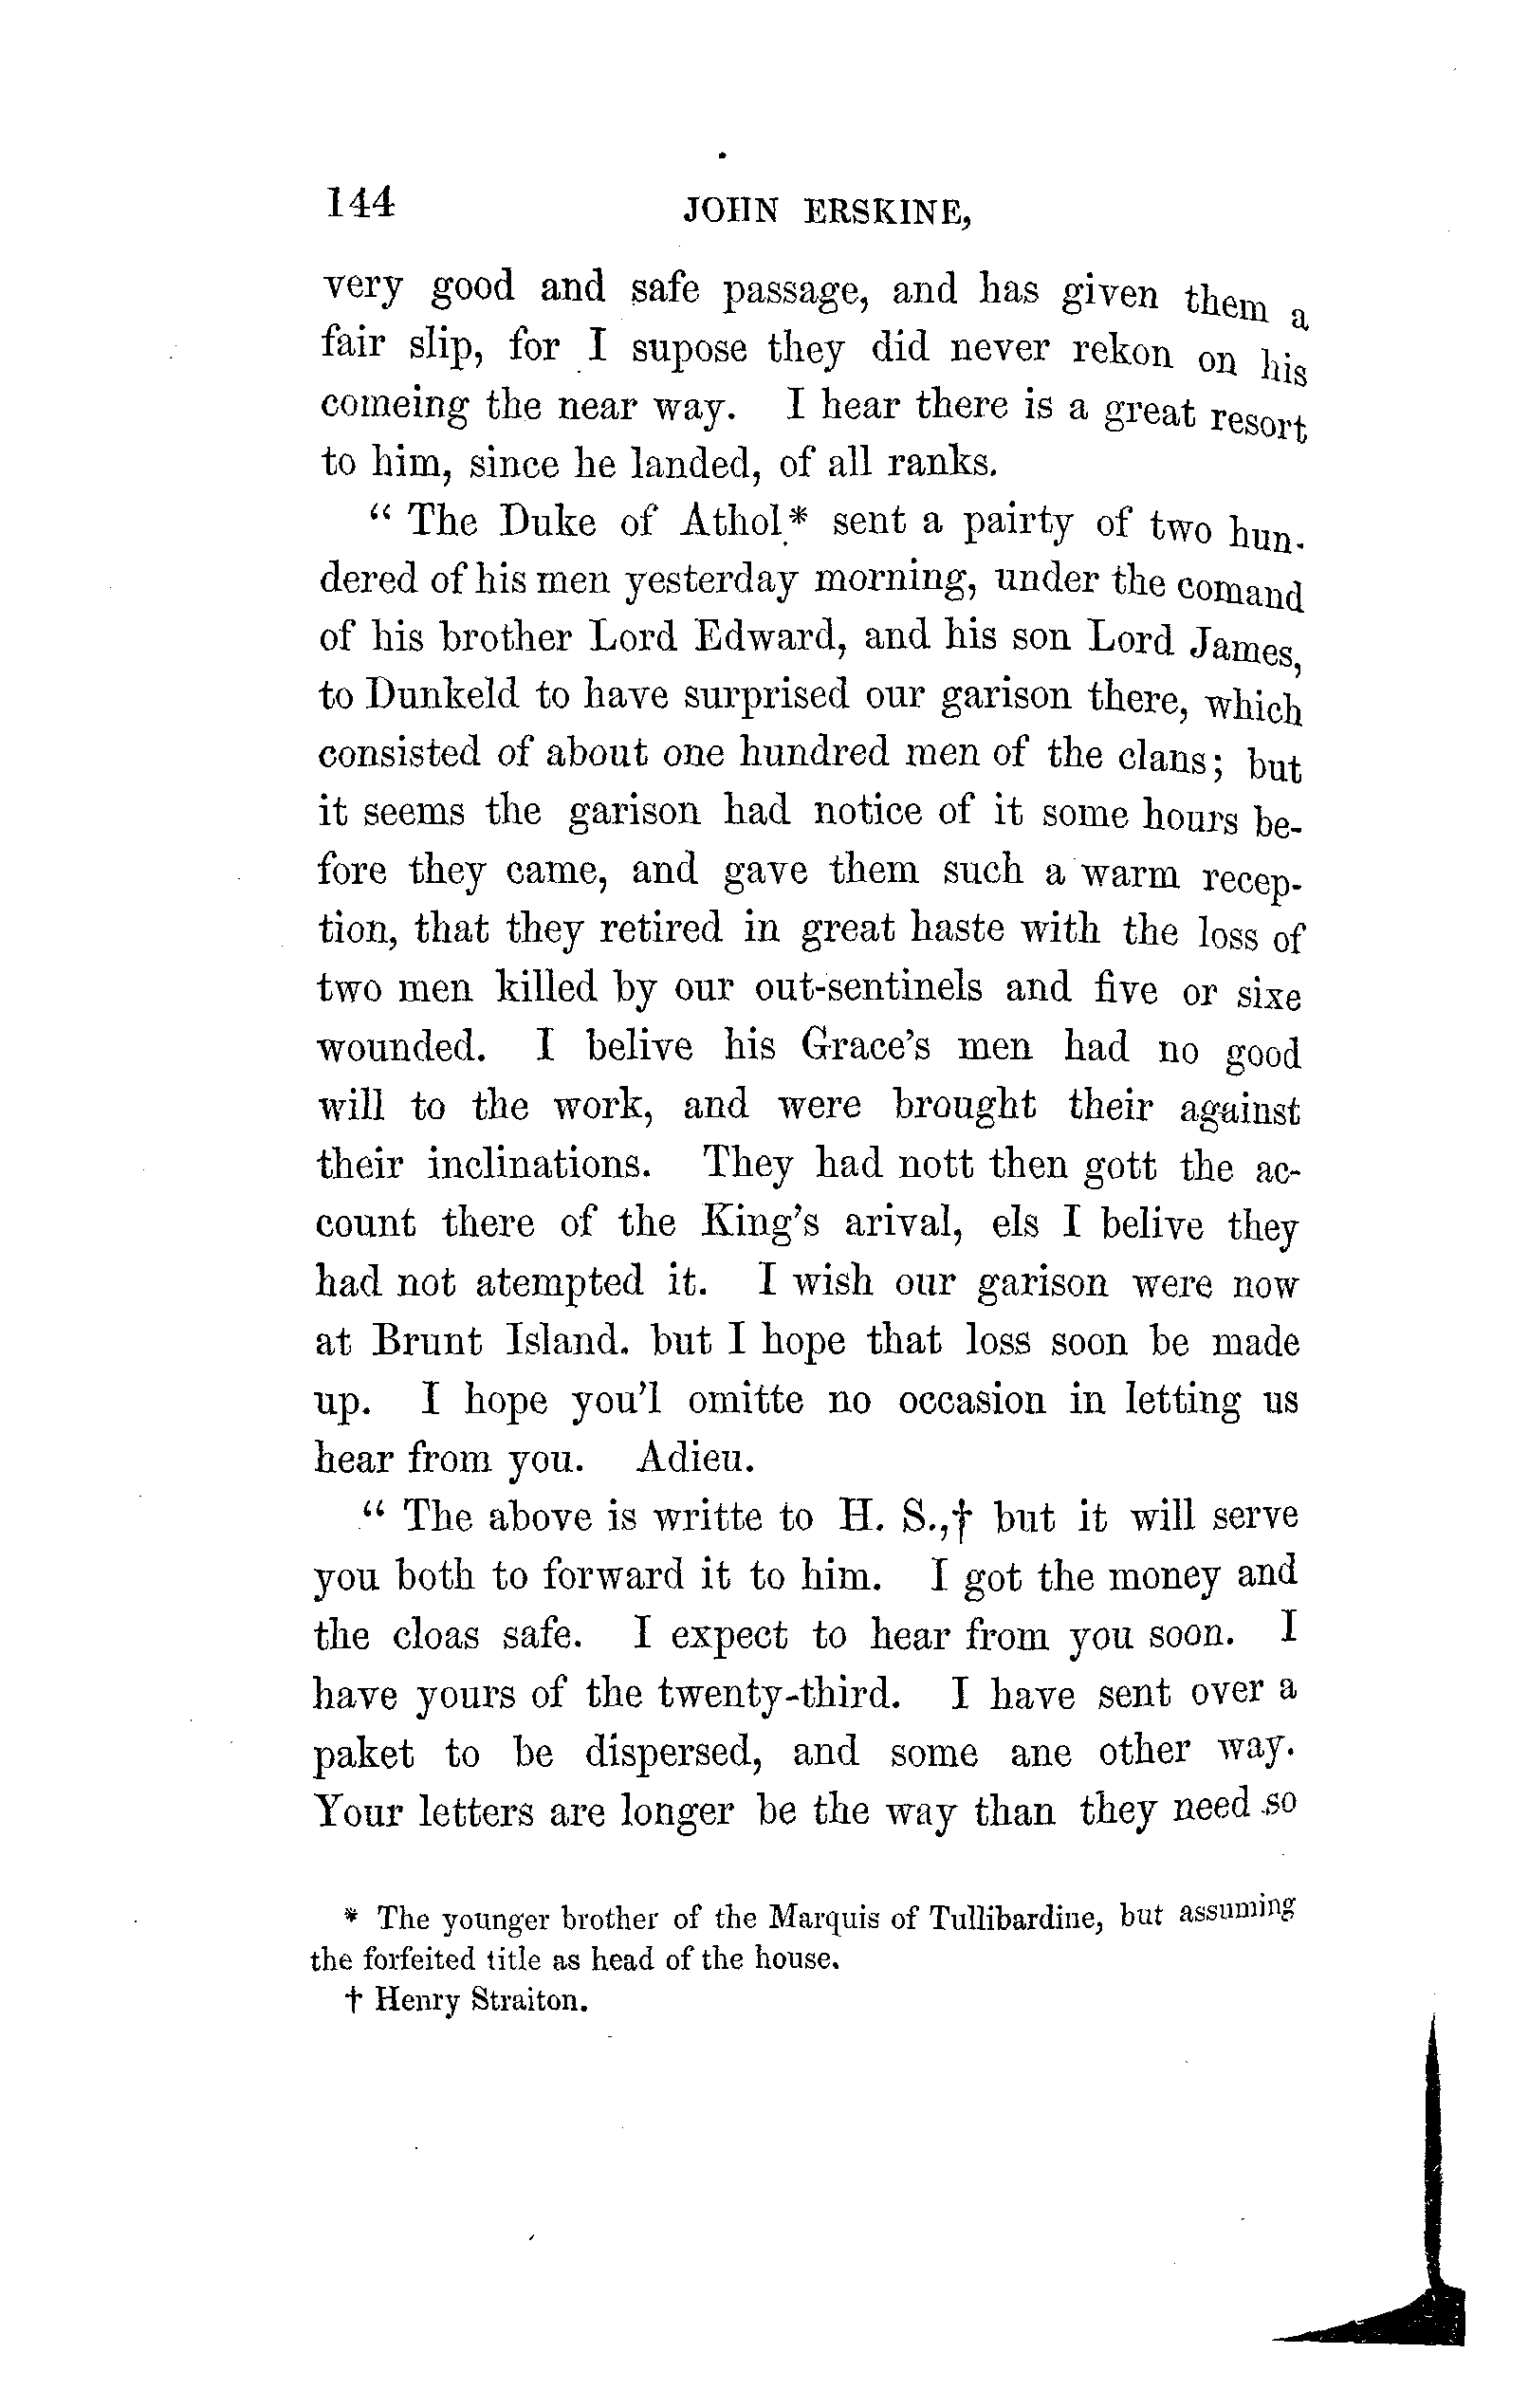 144 JOHN ERSKINE,
very good and safe passage, and has given them a
fair slip, for I supose they did never rekon on his
comeing the near way. I hear there is a great resort
to him, since he landed, of all ranks.
“ The Duke of Athol* sent a pairty of two hun-
dered of his men yesterday morning, under the comand
of his brother Lord Edward, and his son Lord James,
to Dunkeld to have surprised our garison there, which
consisted of about one hundred men of the clans; but
it seems the garison had notice of it some hours be-
fore they came, and gave them such a warm recep-
tion, that they retired in great haste with the loss of
two men killed by our out-sentinels and five or sixe
wounded. I belive his Grace’s men had no good
will to the work, and were brought their against
their inclinations. They had nott then gott the ac-
count there of the King’s arival, els I belive they
had not atempted it. I wish our garison were now
at Brunt Island. but I hope that loss soon be made
up. I hope you’l omitte no occasion in letting us
hear from you. Adieu.
“ The above is writte to H. S.,† but it will serve
you both to forward it to him. I got the money and
the cloas safe. I expect to hear from you soon. I
have yours of the twenty-third. I have sent over a
paket to be dispersed, and some ane other way.
Your letters are longer be the way than they need so
* The younger brother of the Marquis of Tullibardine, but assuming
the forfeited title as head of the house.
† Henry Straiton.